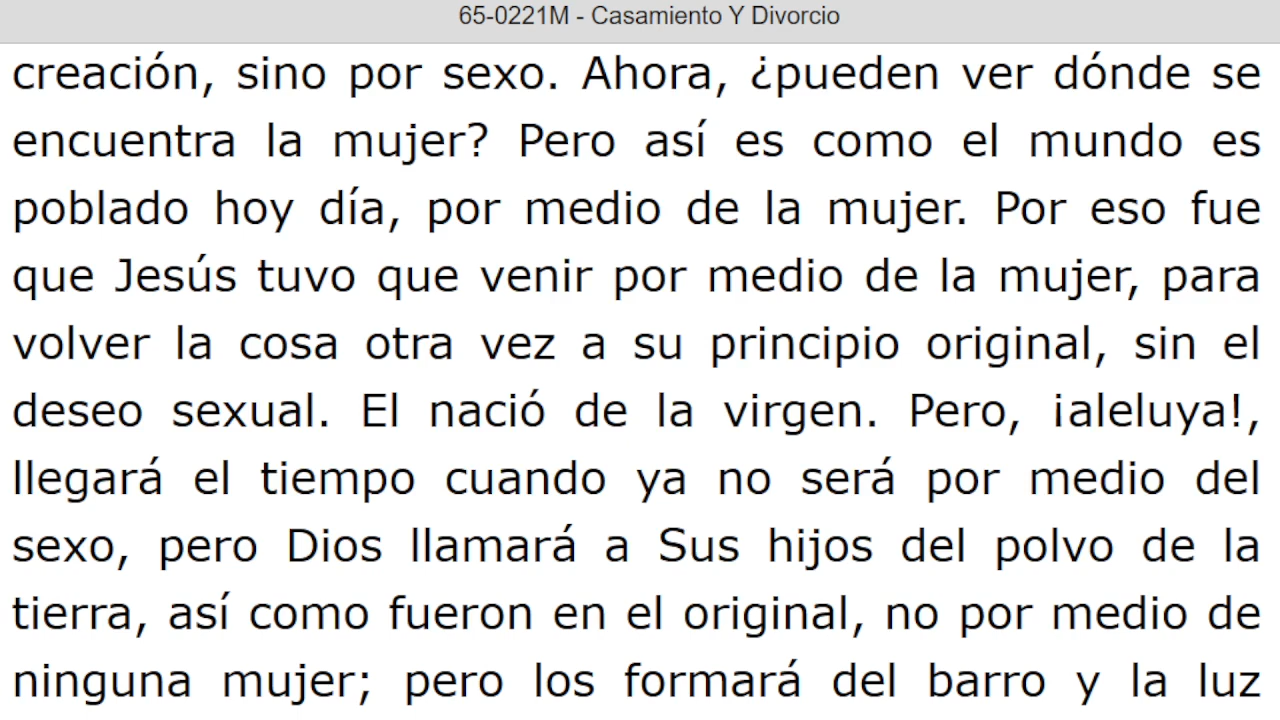 65-0221M - Casamiento Y Divorcio
creación, sino por sexo. Ahora, ¿pueden ver dónde se
encuentra la mujer? Pero así es como el mundo es
poblado hoy día, por medio de la mujer. Por eso fue
que Jesús tuvo que venir por medio de la mujer, para
volver la cosa otra vez a su principio original, sin el
deseo sexual. El nació de la virgen. Pero, ¡aleluya!,
llegará el tiempo cuando ya no será por medio del
sexo, pero Dios llamará a Sus hijos del polvo de la
tierra, así como fueron en el original, no por medio de
ninguna mujer; pero los formará del barro y la luz